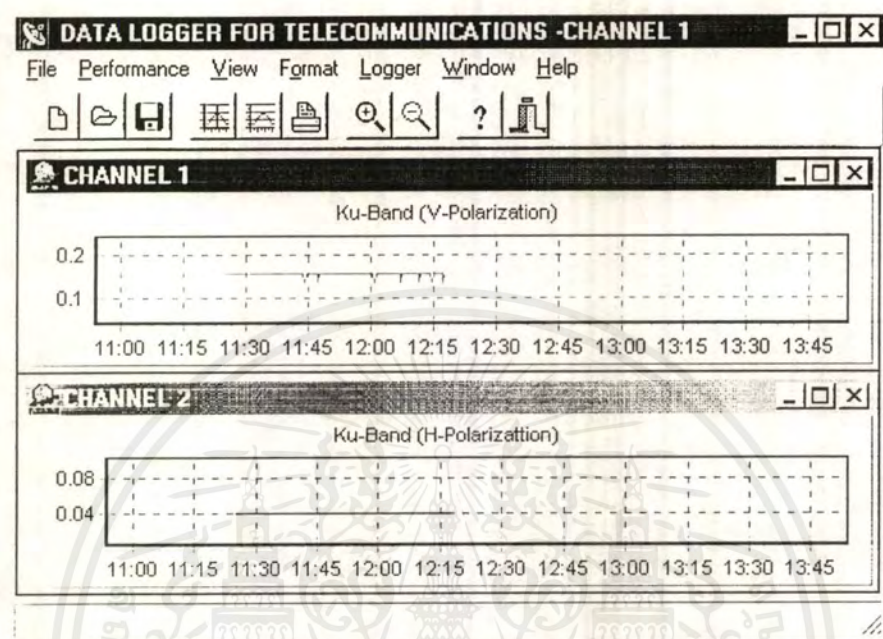 DATA LOGGER FOR TELECOMMUNICATIONS -CHANNEL 1
File Performance View Format Logger Window Help
?
CHANNEL 1
Ku-Band (V-Polarization)
0.2
0.1
11:00 11:15 11:30 11:45 12:00 12:15 12:30 12:45 13:00 13:15 13:30 13:45
CHANNEL 2
Ku-Band (H-Polarizattion)
0.08
0.04
11:00 11:15 11:30 11:45 12:00 12:15 12:30 12:45 13:00 13:15 13:30 13:45